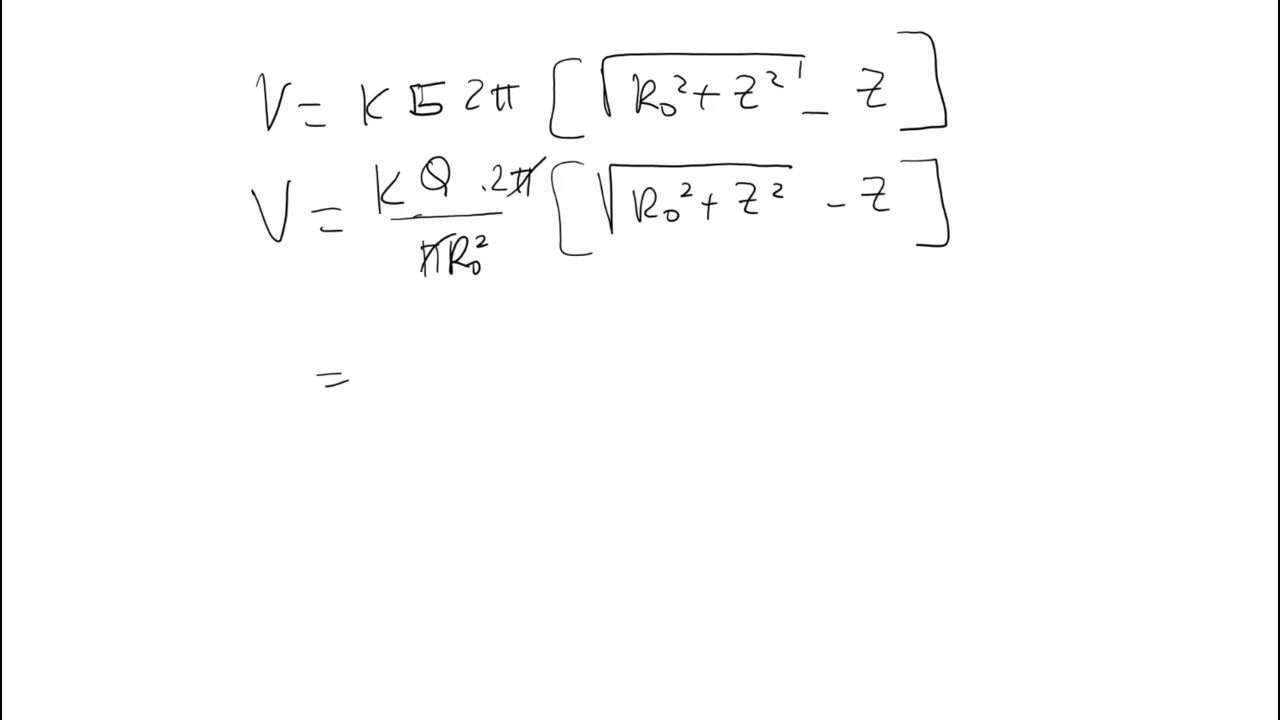 V = K σ 2π [ √(R₀² + Z²) - Z ]
V = K Q . 2π / πR₀² [ √(R₀² + Z²) - Z ]
=